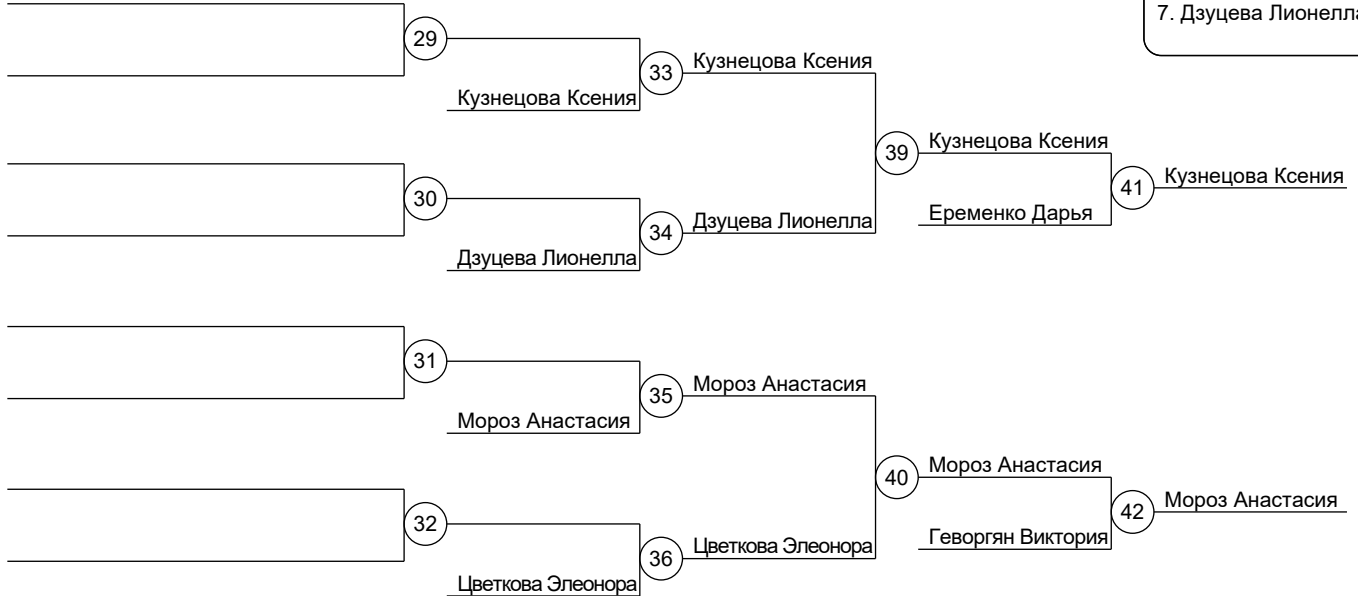 7. Дзуцева Лионелла
29
33
Кузнецова Ксения
Кузнецова Ксения
39
Кузнецова Ксения
41
Кузнецова Ксения
30
34
Дзуцева Лионелла
Еременко Дарья
Дзуцева Лионелла
31
35
Мороз Анастасия
Мороз Анастасия
40
Мороз Анастасия
42
Мороз Анастасия
32
36
Цветкова Элеонора
Геворгян Виктория
Цветкова Элеонора